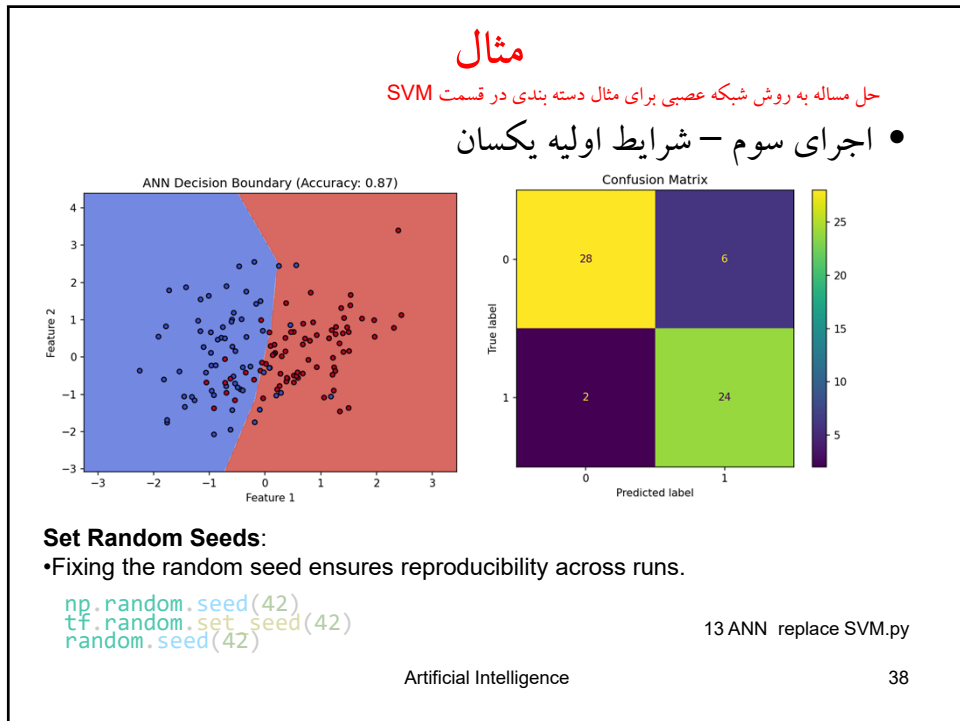 مثال
حل مساله به روش شبکه عصبی برای مثال دسته بندی در قسمت SVM
• اجرای سوم – شرایط اولیه یکسان
ANN Decision Boundary (Accuracy: 0.87)
4
3
2
1
0
−1
−2
−3
Feature 2
−3 −2 −1 0 1 2 3
Feature 1
Confusion Matrix
0
1
True label
28 6
2 24
0 1
Predicted label
25
20
15
10
5
Set Random Seeds:
•Fixing the random seed ensures reproducibility across runs.
np.random.seed(42)
tf.random.set_seed(42)
random.seed(42)
13 ANN replace SVM.py
Artificial Intelligence
38